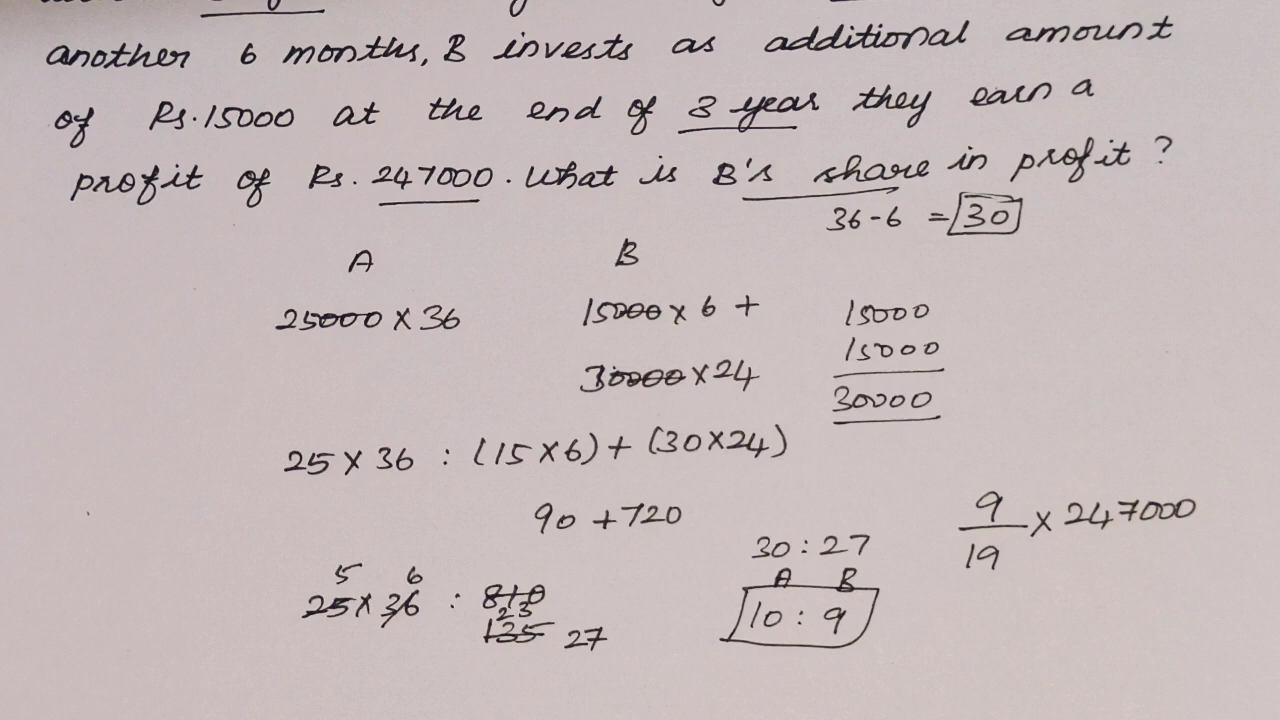 another 6 months, B invests as additional amount
of Rs.15000 at the end of 3 year they earn a
profit of Rs. 247000. What is B's share in profit ?
36-6 = 30
A B
25000 X 36 15000 x 6 + 15000
15000
30000 X 24 30000
25 X 36 : (15 X 6) + (30 X 24)
90 + 720
9/19 X 247000
30 : 27
5 6 A B
25 X 36 : 810 10 : 9
23
135 27